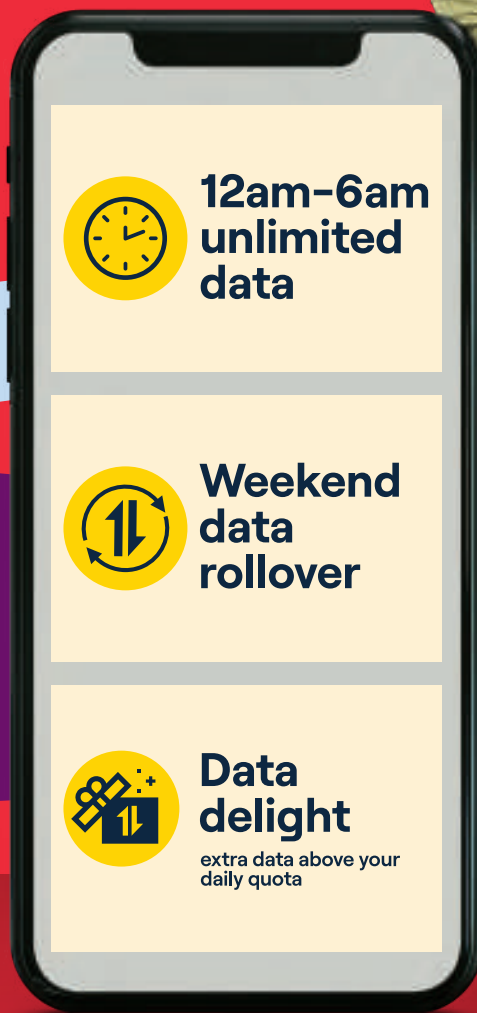 12am-6am
unlimited
data
Weekend
data
rollover
Data
delight
extra data above your
daily quota